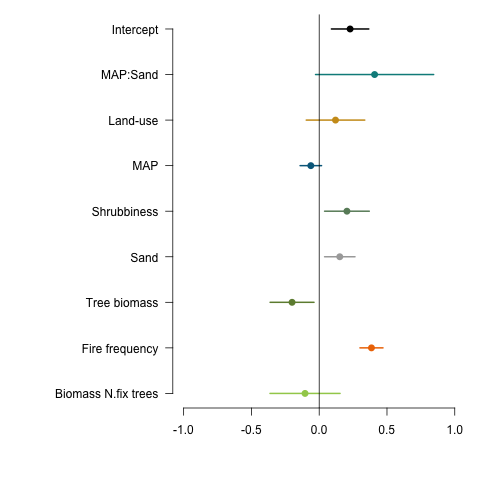 Intercept
MAP:Sand
Land-use
MAP
Shrubbiness
Sand
Tree biomass
Fire frequency
Biomass N.fix trees
-1.0 -0.5 0.0 0.5 1.0